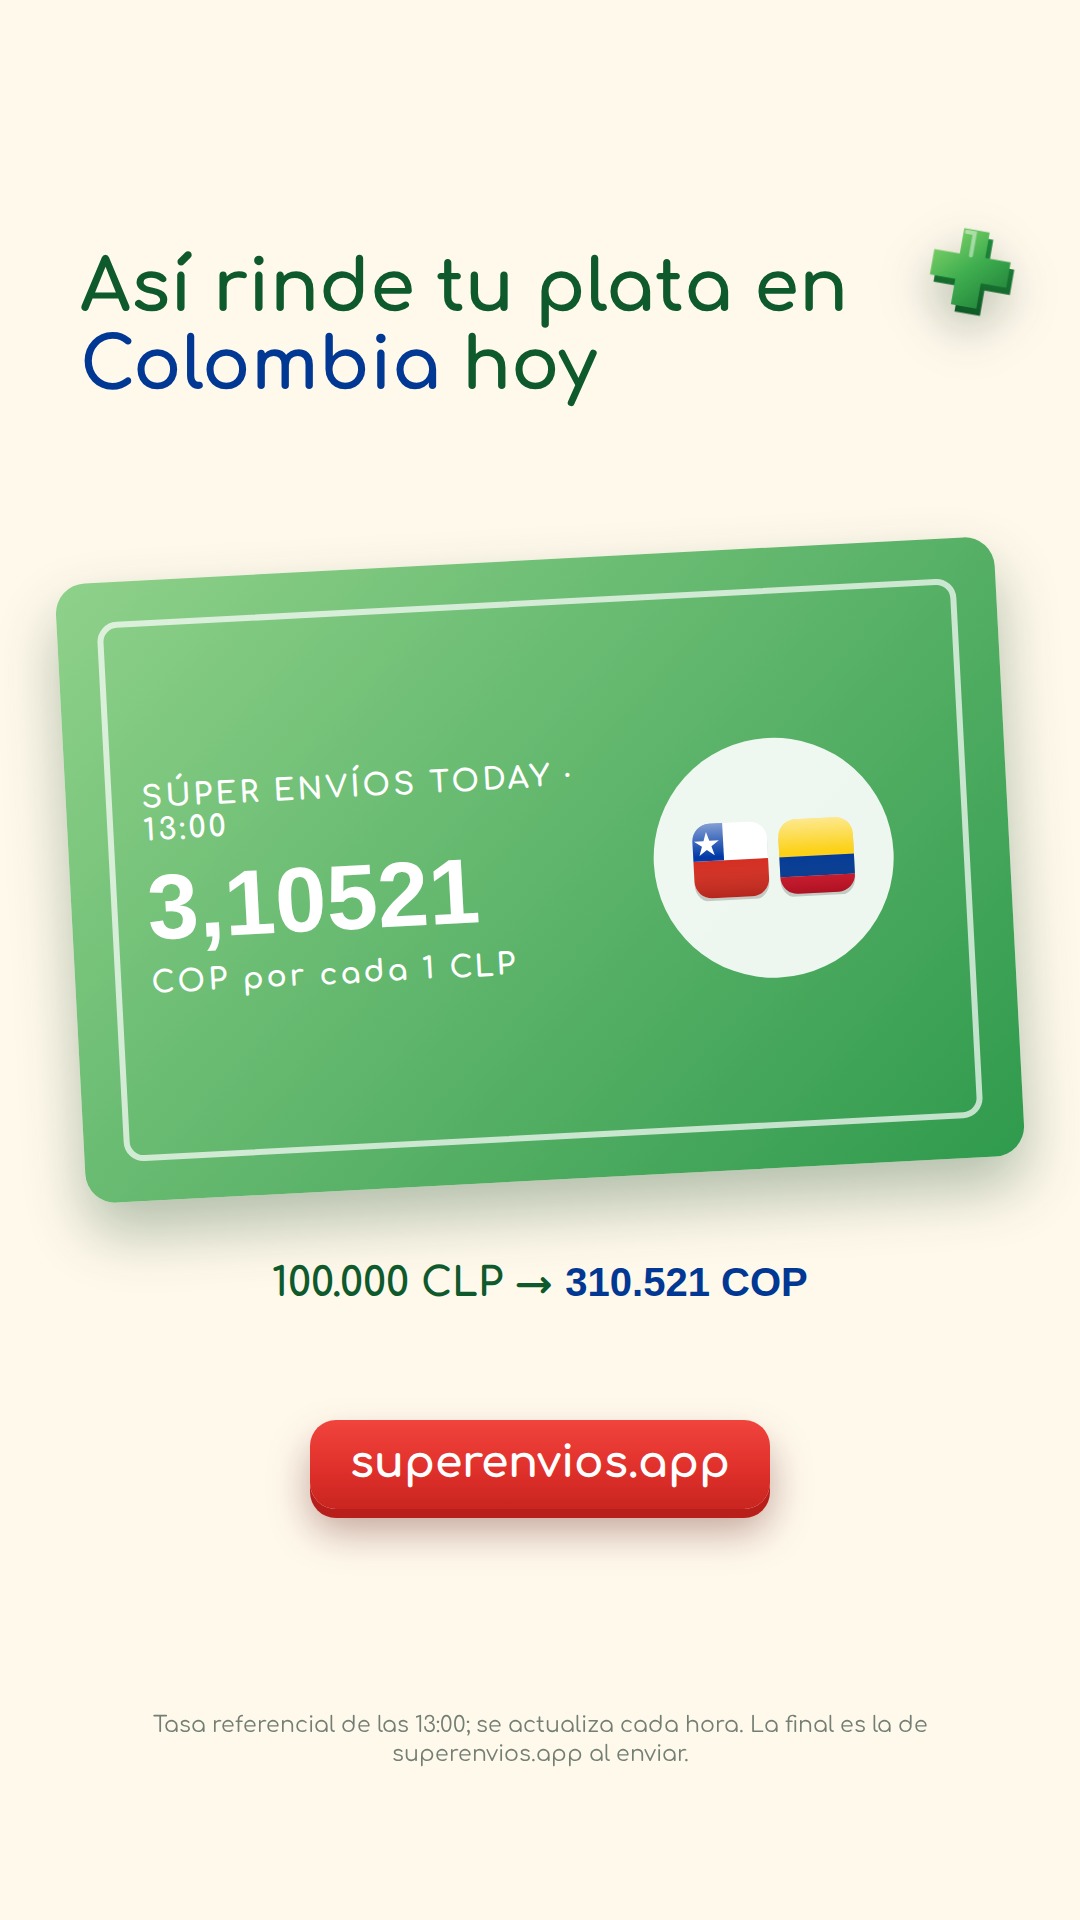 Así rinde tu plata en
Colombia hoy
SÚPER ENVÍOS TODAY ·
13:00
3,10521
COP por cada 1 CLP
100.000 CLP → 310.521 COP
superenvios.app
Tasa referencial de las 13:00; se actualiza cada hora. La final es la de
superenvios.app al enviar.